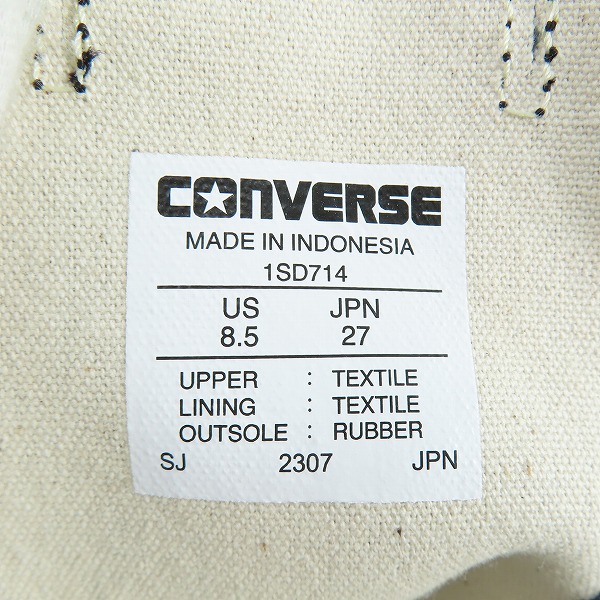 CONVERSE
MADE IN INDONESIA
1SD714
US JPN
8.5 27
UPPER : TEXTILE
LINING : TEXTILE
OUTSOLE : RUBBER
SJ 2307 JPN